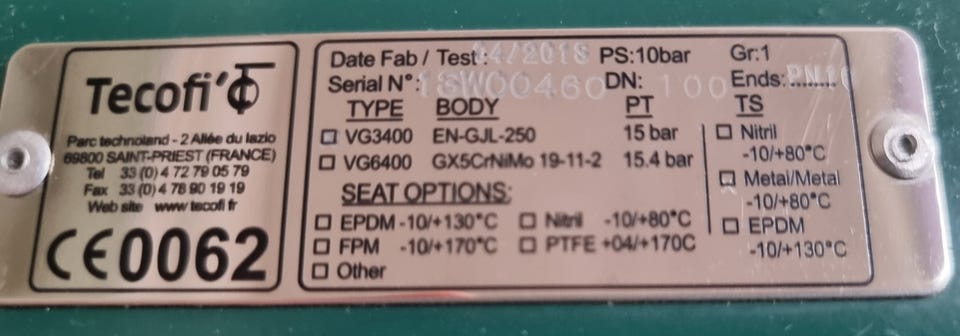 Tecofi
Parc technoland - 2 Allée du lazio
69800 SAINT-PRIEST (FRANCE)
Tel 33 (0) 4 72 79 05 79
Fax 33 (0) 4 78 90 19 19
Web site www.tecofi.fr
CE0062
Date Fab / Test: 04/2018 PS:10bar Gr:1
Serial N°: 18W00460 DN: 100 Ends:........
TYPE BODY PT TS
☐ VG3400 EN-GJL-250 15 bar ☐ Nitril
-10/+80°C
☐ VG6400 GX5CrNiMo 19-11-2 15.4 bar
☐ Metal/Metal
-10/+80°C
SEAT OPTIONS:
☐ EPDM -10/+130°C ☐ Nitril -10/+80°C ☐ EPDM
-10/+130°C
☐ FPM -10/+170°C ☐ PTFE +04/+170C
☐ Other